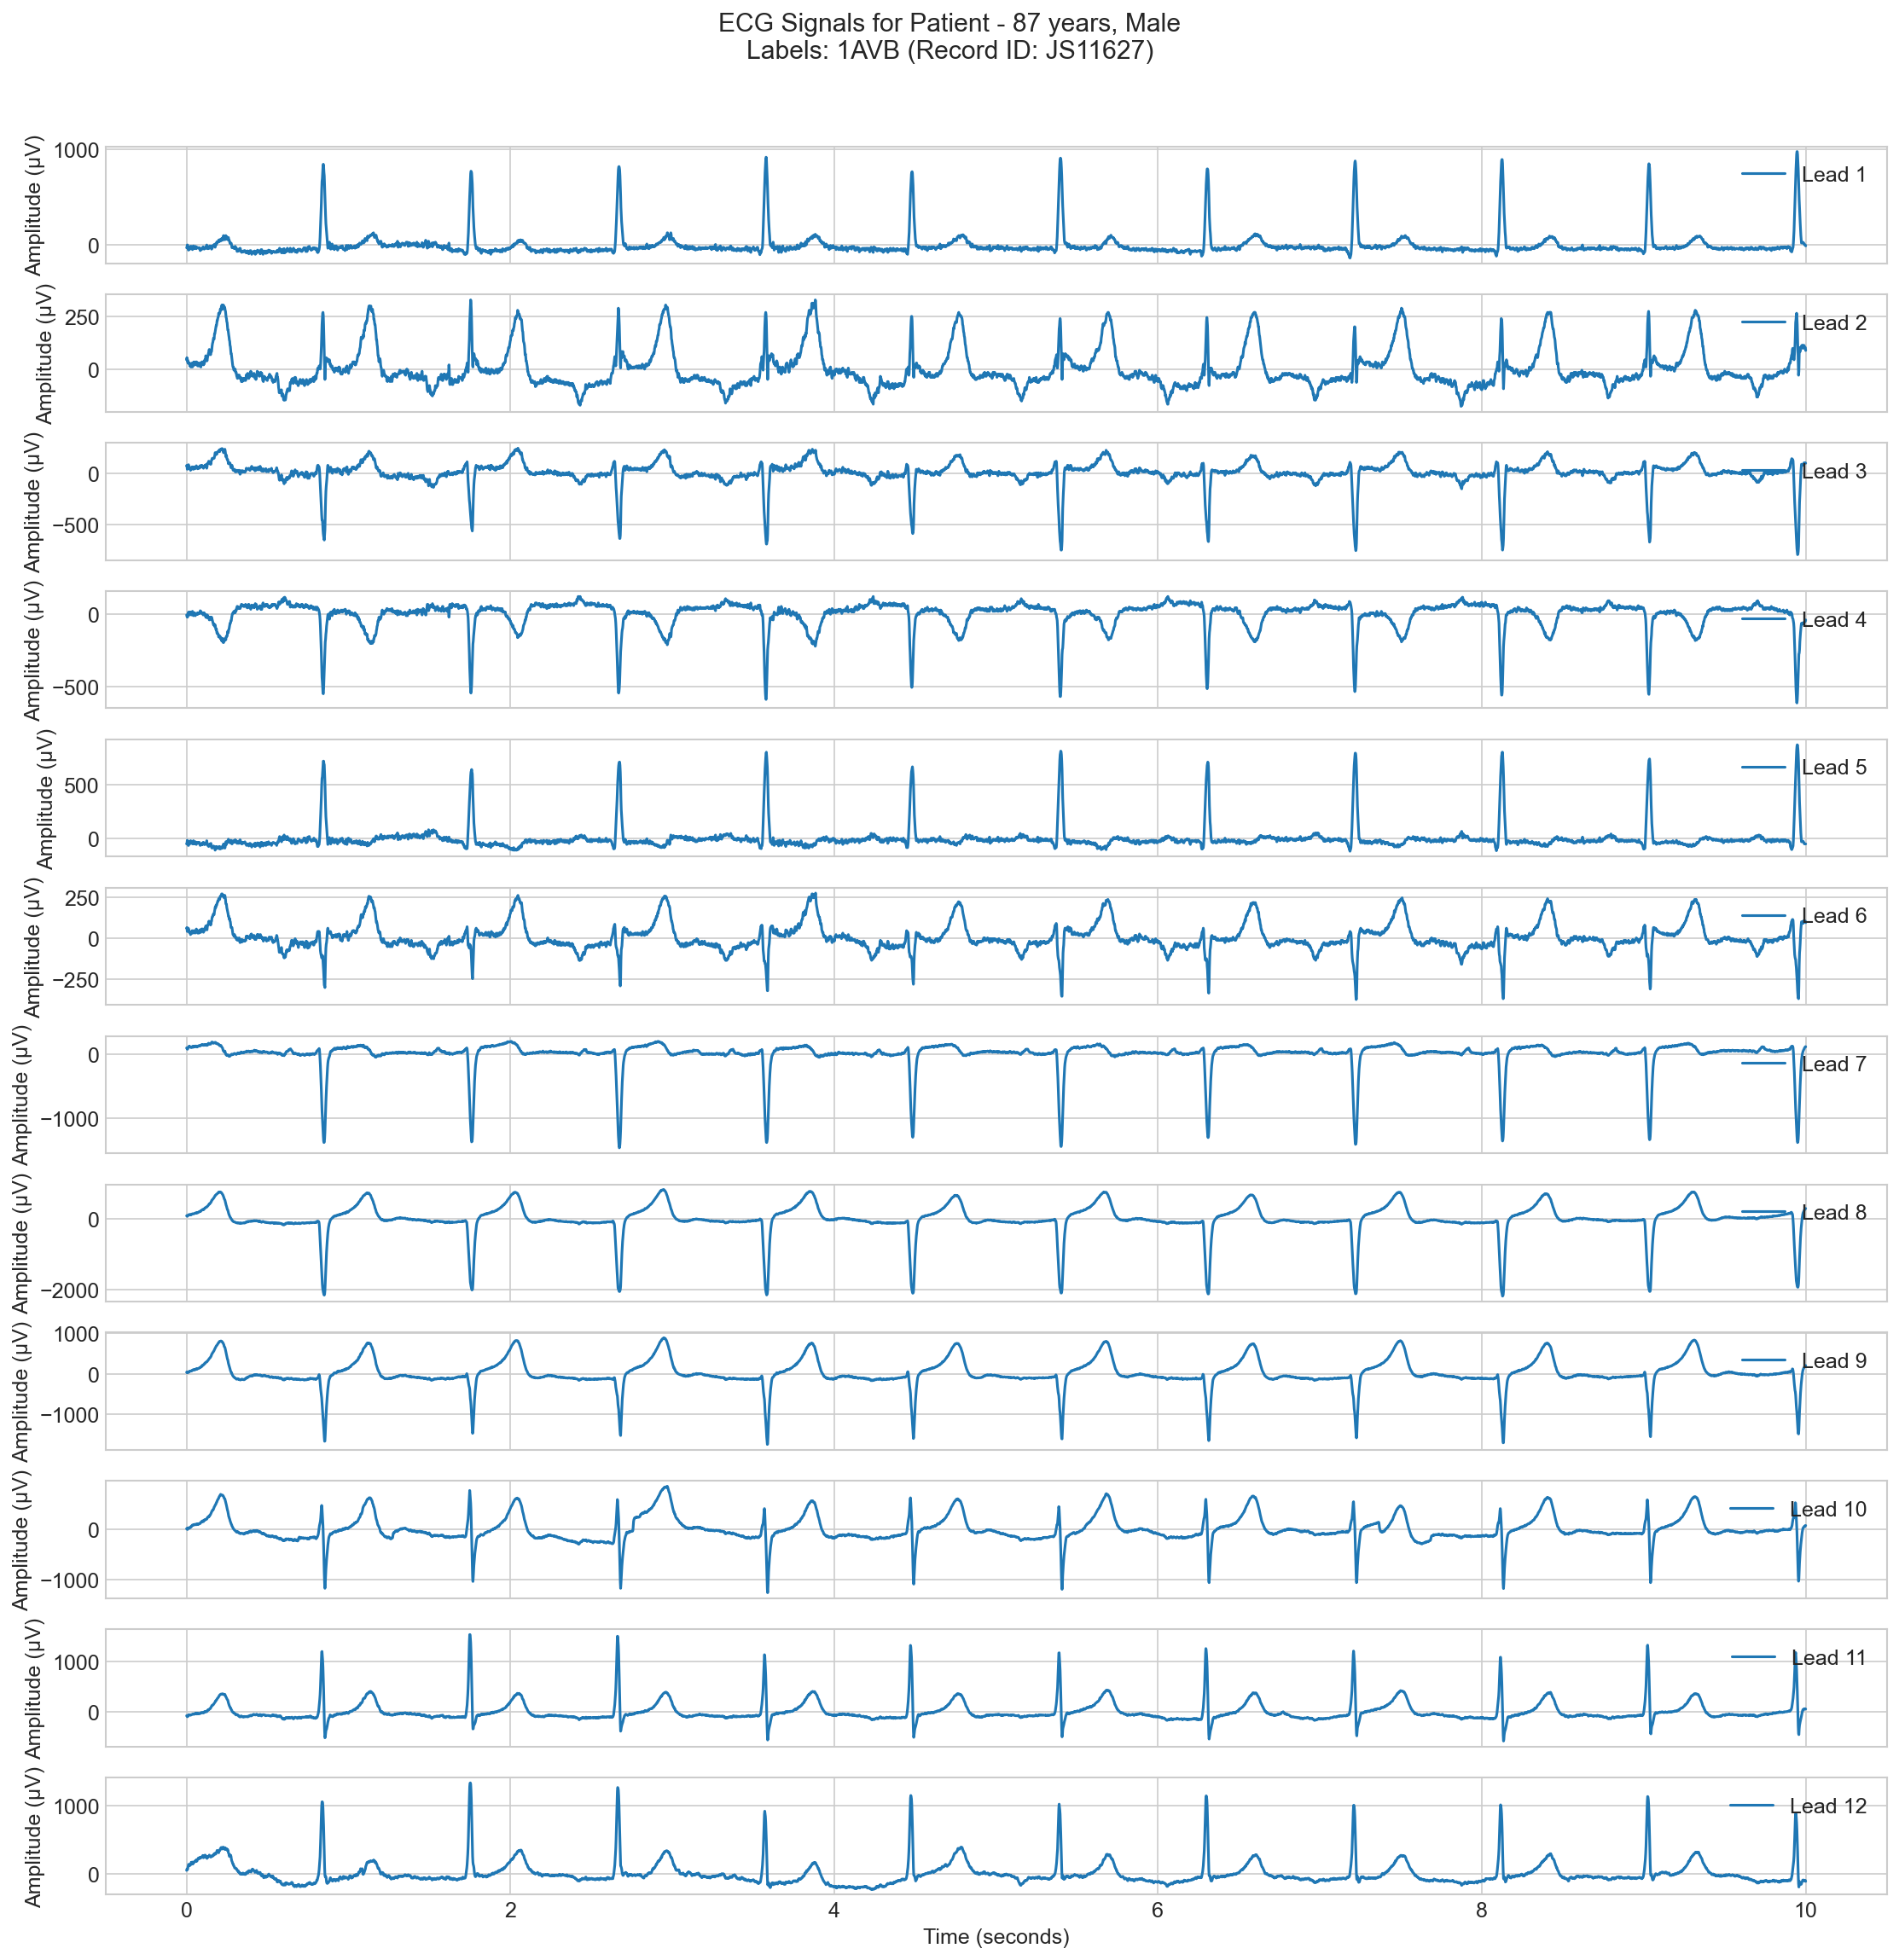 ECG Signals for Patient - 87 years, Male
Labels: 1AVB (Record ID: JS11627)
Amplitude (µV)
1000
0
Lead 1
Amplitude (µV)
250
0
Lead 2
Amplitude (µV)
0
−500
Lead 3
Amplitude (µV)
0
−500
Lead 4
Amplitude (µV)
500
0
Lead 5
Amplitude (µV)
250
0
−250
Lead 6
Amplitude (µV)
0
−1000
Lead 7
Amplitude (µV)
0
−2000
Lead 8
Amplitude (µV)
1000
0
−1000
Lead 9
Amplitude (µV)
0
−1000
Lead 10
Amplitude (µV)
1000
0
Lead 11
Amplitude (µV)
1000
0
Lead 12
0 2 4 6 8 10
Time (seconds)